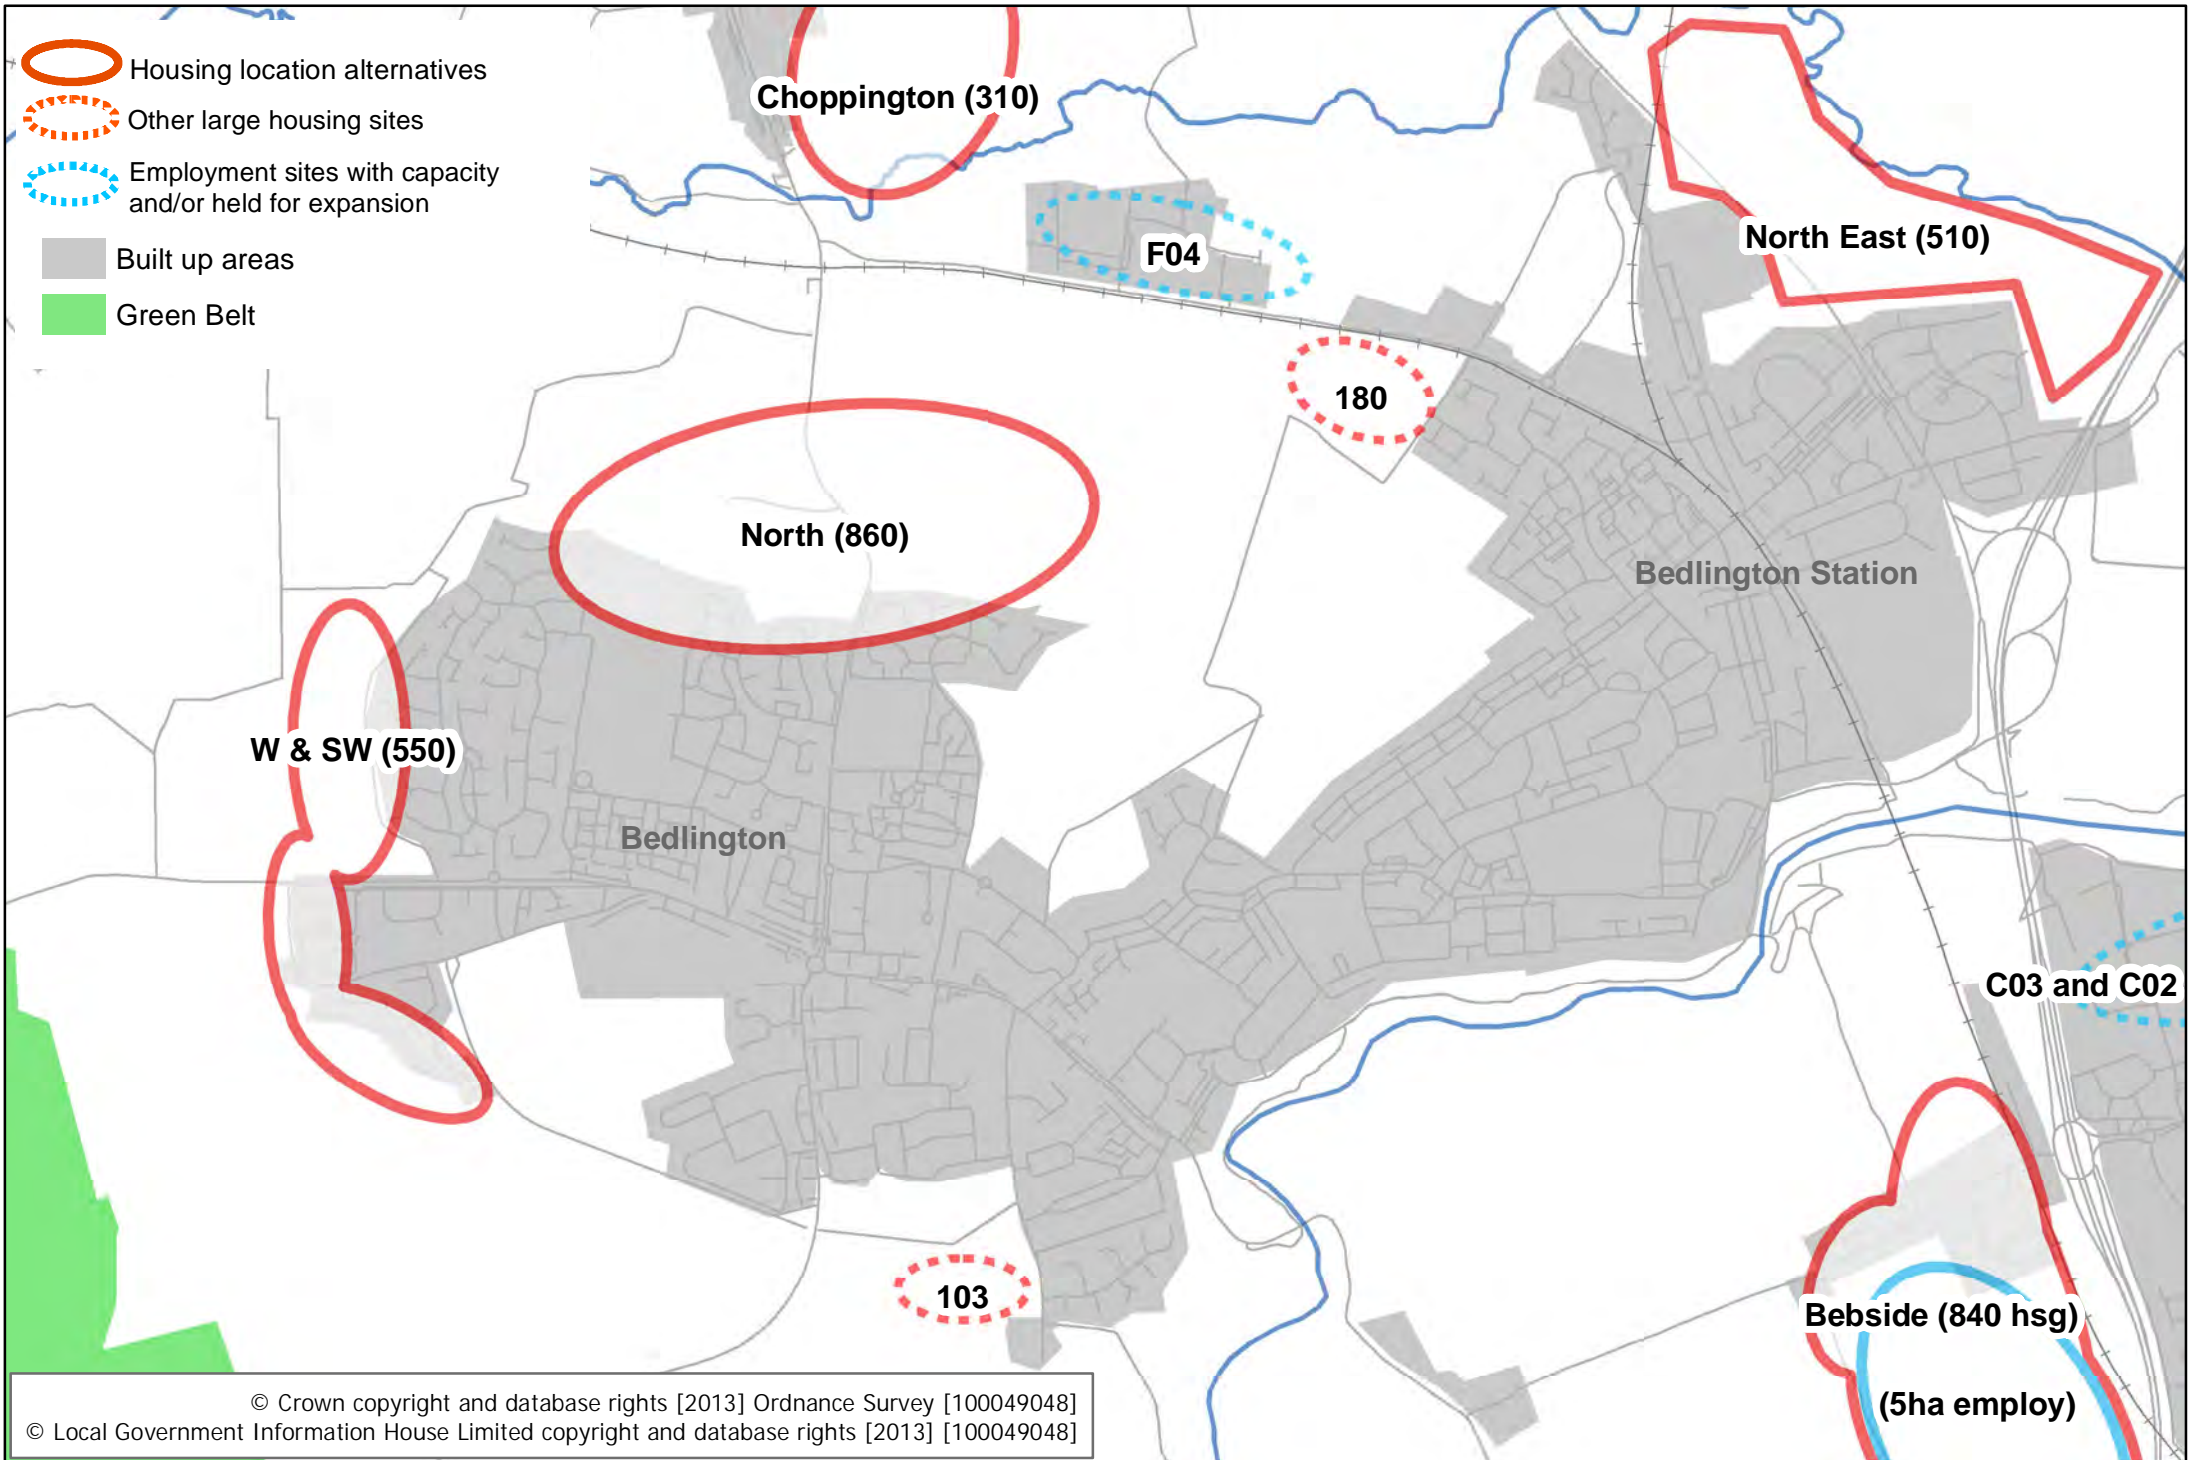 Housing location alternatives
Other large housing sites
Employment sites with capacity
and/or held for expansion
Built up areas
Green Belt
Choppington (310)
F04
North East (510)
180
North (860)
Bedlington Station
W & SW (550)
Bedlington
C03 and C02
103
Bebside (840 hsg)
(5ha employ)
© Crown copyright and database rights [2013] Ordnance Survey [100049048]
© Local Government Information House Limited copyright and database rights [2013] [100049048]